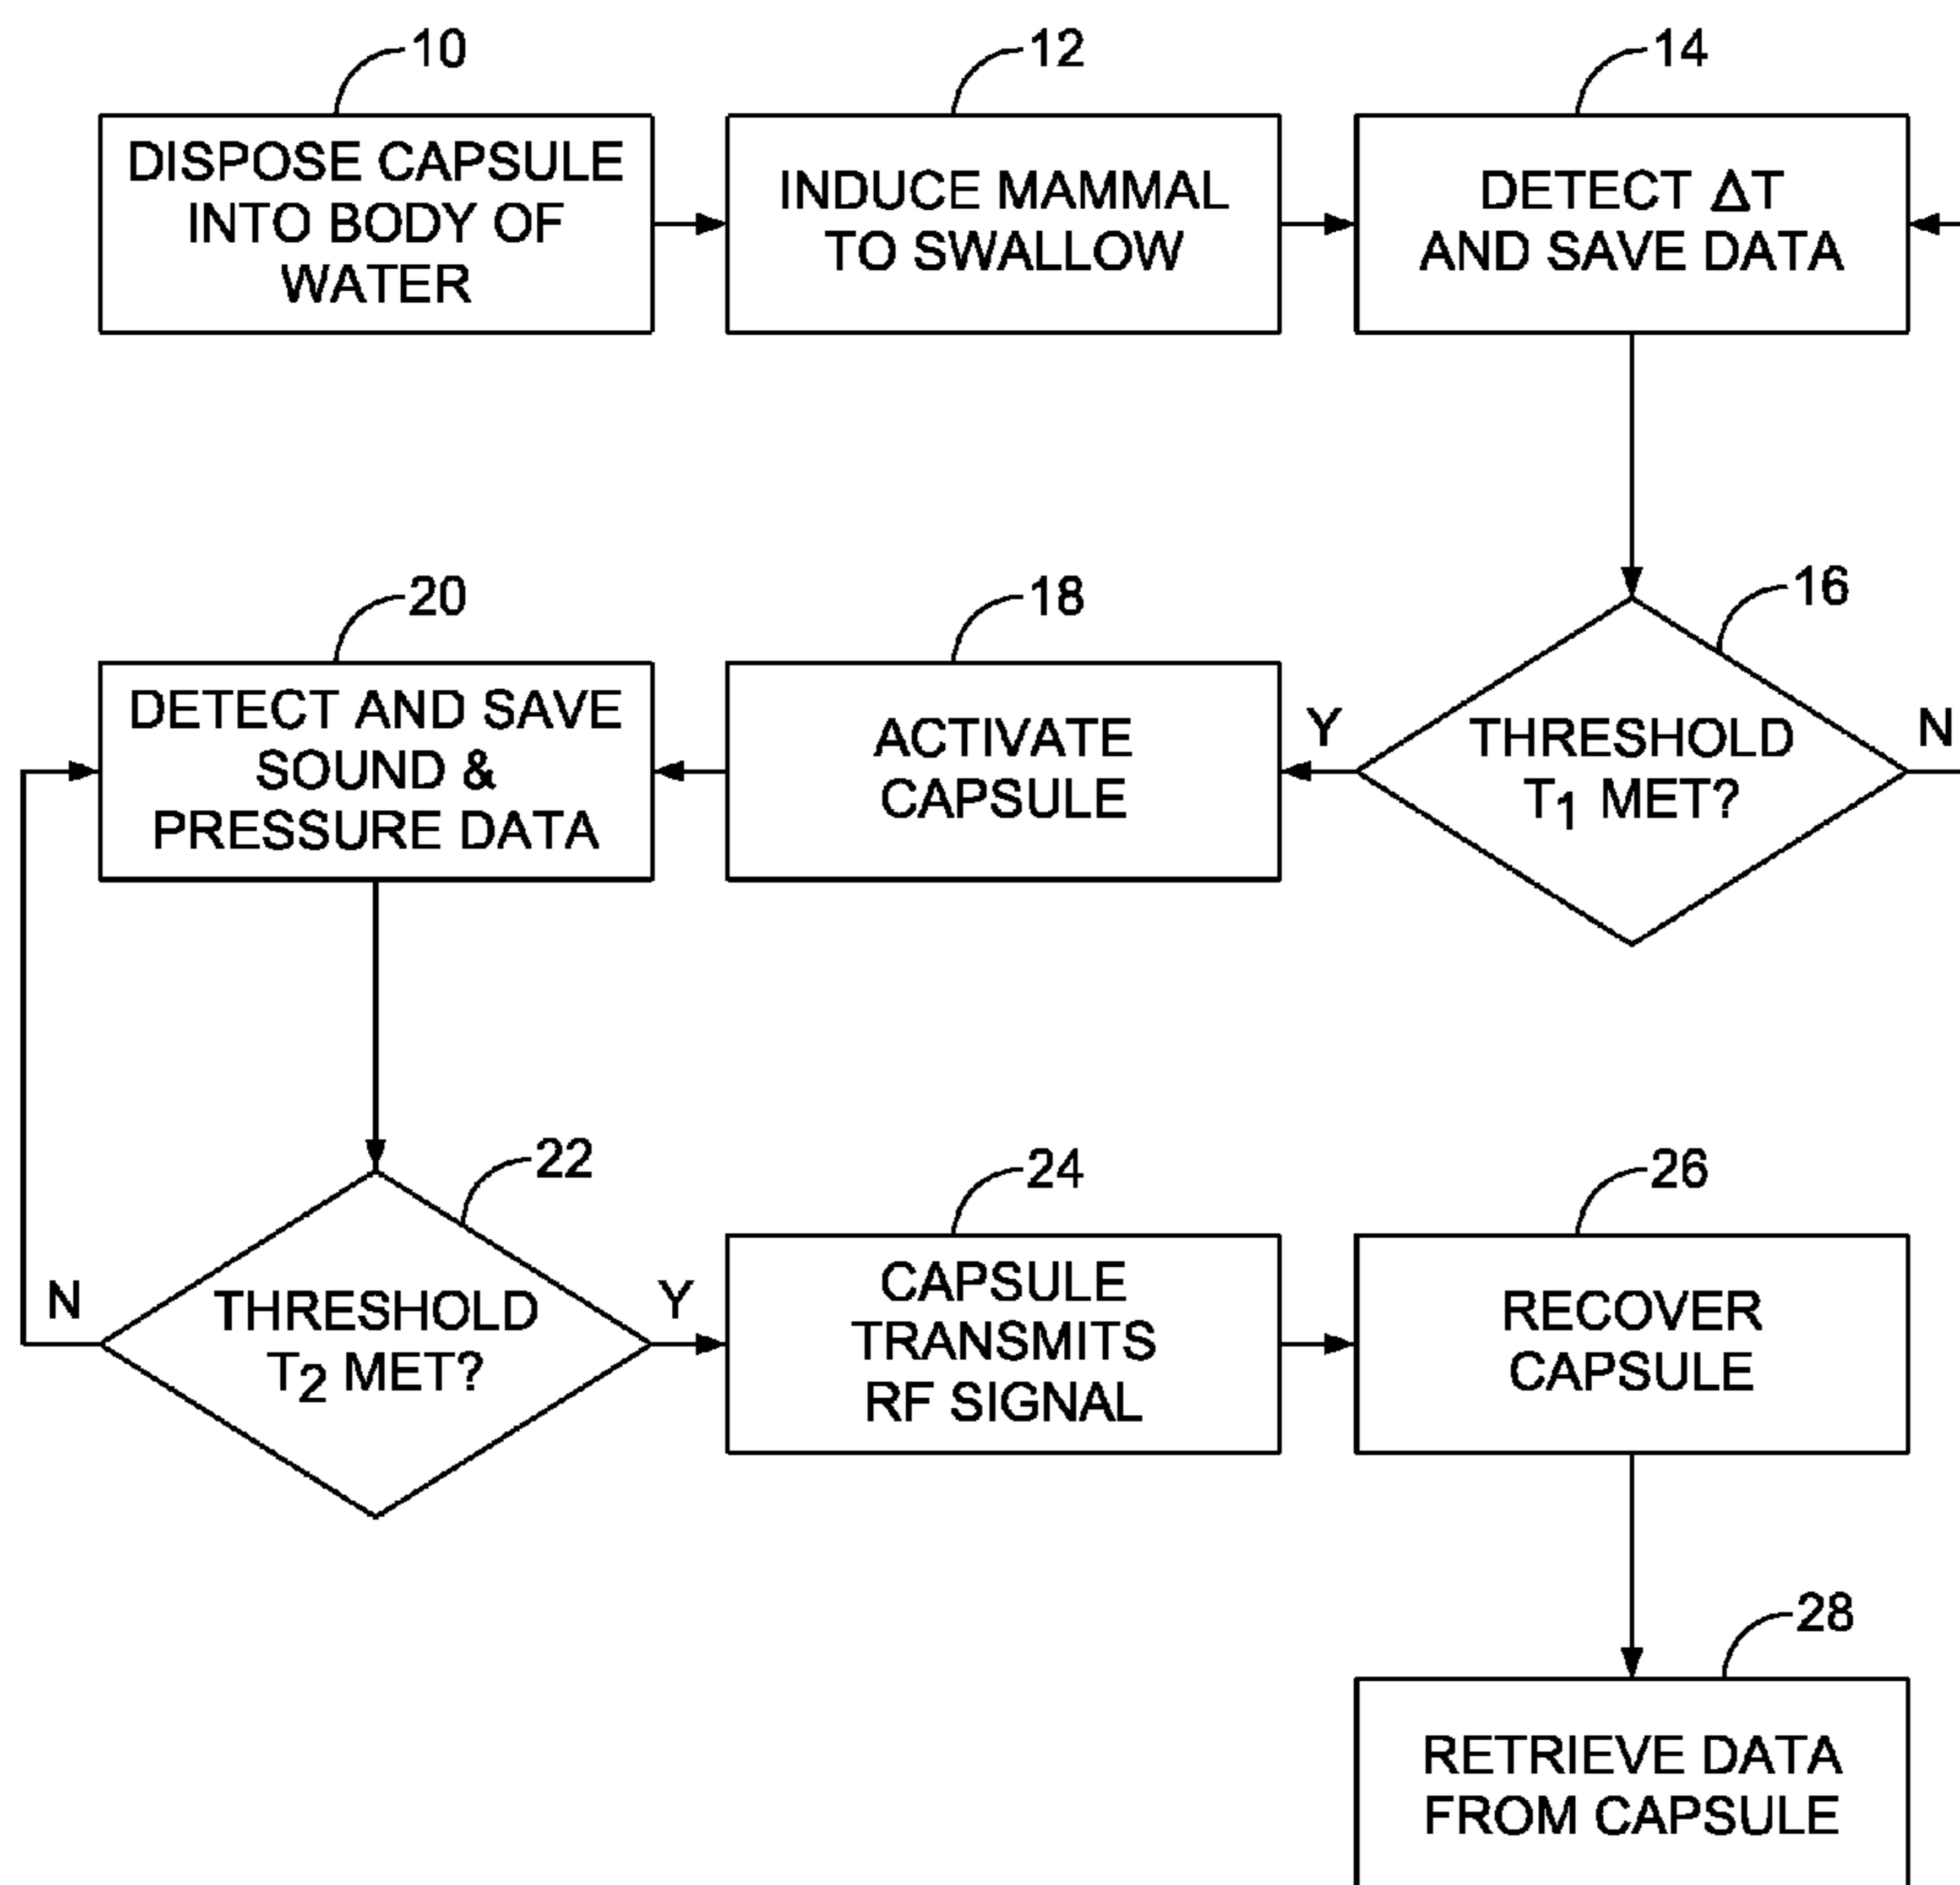 10
DISPOSE CAPSULE
INTO BODY OF
WATER
12
INDUCE MAMMAL
TO SWALLOW
14
DETECT ΔT
AND SAVE DATA
16
THRESHOLD
T1 MET?
Y
N
18
ACTIVATE
CAPSULE
20
DETECT AND SAVE
SOUND &
PRESSURE DATA
22
THRESHOLD
T2 MET?
N
Y
24
CAPSULE
TRANSMITS
RF SIGNAL
26
RECOVER
CAPSULE
28
RETRIEVE DATA
FROM CAPSULE